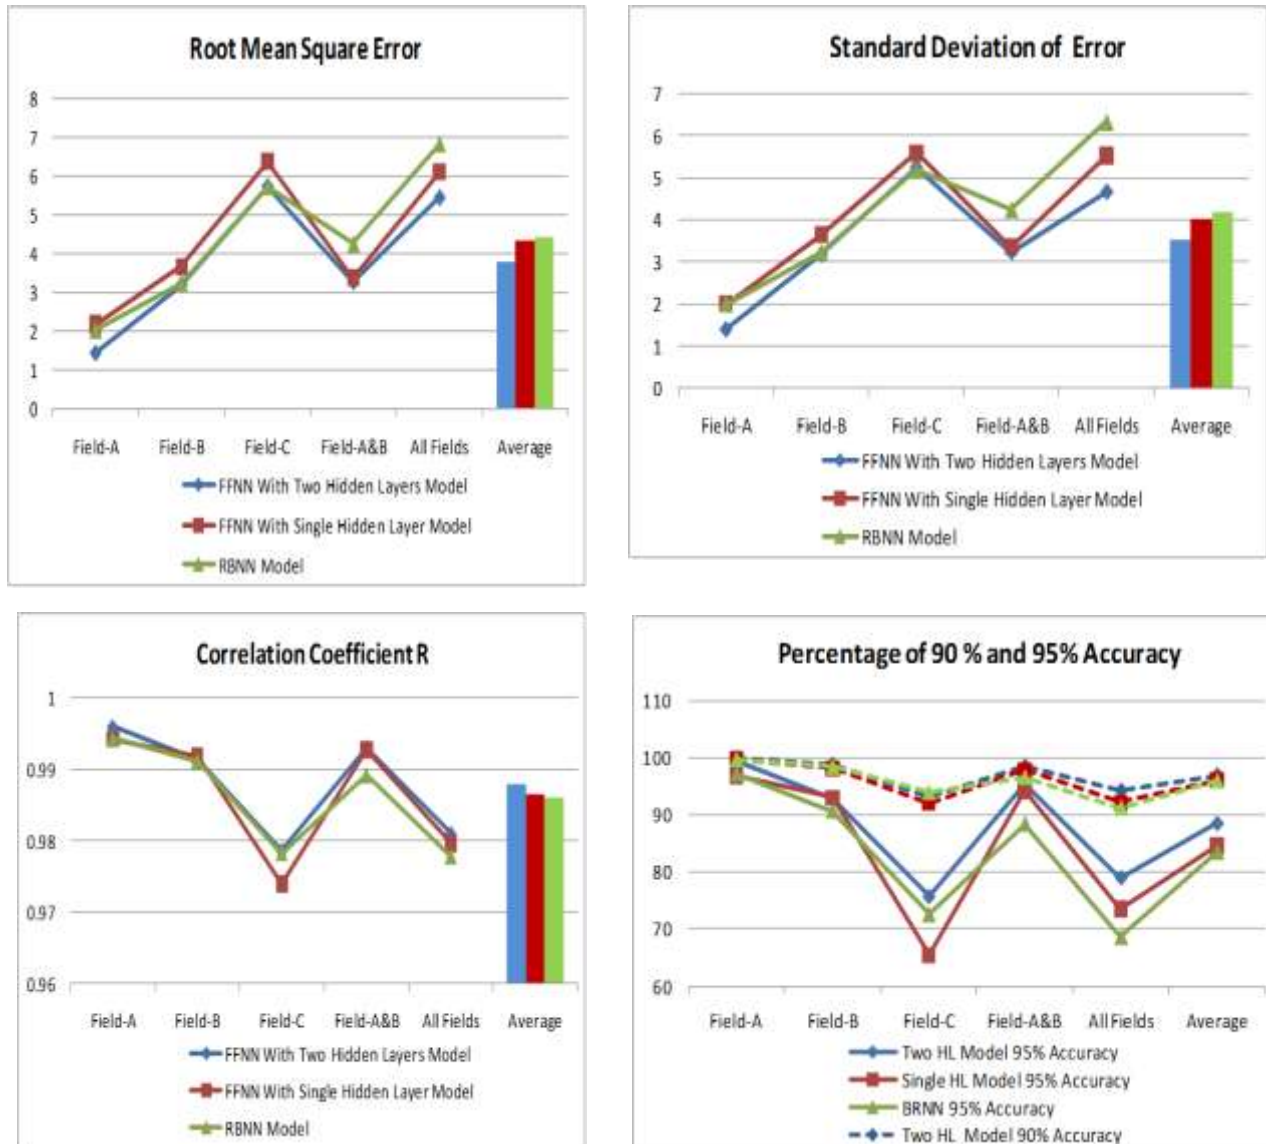 Root Mean Square Error
8
7
6
5
4
3
2
1
0
Field-A Field-B Field-C Field-A&B All Fields Average
FFNN With Two Hidden Layers Model
FFNN With Single Hidden Layer Model
RBNN Model
Standard Deviation of Error
7
6
5
4
3
2
1
0
Field-A Field-B Field-C Field-A&B All Fields Average
FFNN With Two Hidden Layers Model
FFNN With Single Hidden Layer Model
RBNN Model
Correlation Coefficient R
1
0.99
0.98
0.97
0.96
Field-A Field-B Field-C Field-A&B All Fields Average
FFNN With Two Hidden Layers Model
FFNN With Single Hidden Layer Model
RBNN Model
Percentage of 90 % and 95% Accuracy
110
100
90
80
70
60
Field-A Field-B Field-C Field-A&B All Fields Average
Two HL Model 95% Accuracy
Single HL Model 95% Accuracy
BRNN 95% Accuracy
Two HL Model 90% Accuracy